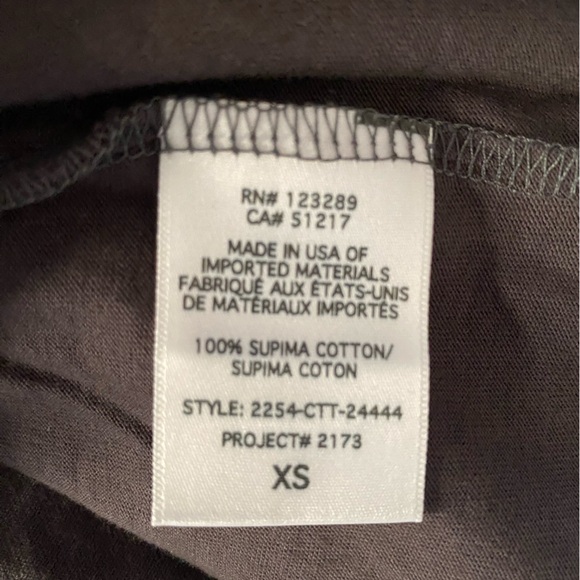 RN# 123289
CA# 51217
MADE IN USA OF
IMPORTED MATERIALS
FABRIQUÉ AUX ÉTATS-UNIS
DE MATÉRIAUX IMPORTÉS
100% SUPIMA COTTON/
SUPIMA COTON
STYLE: 2254-CTT-24444
PROJECT# 2173
XS